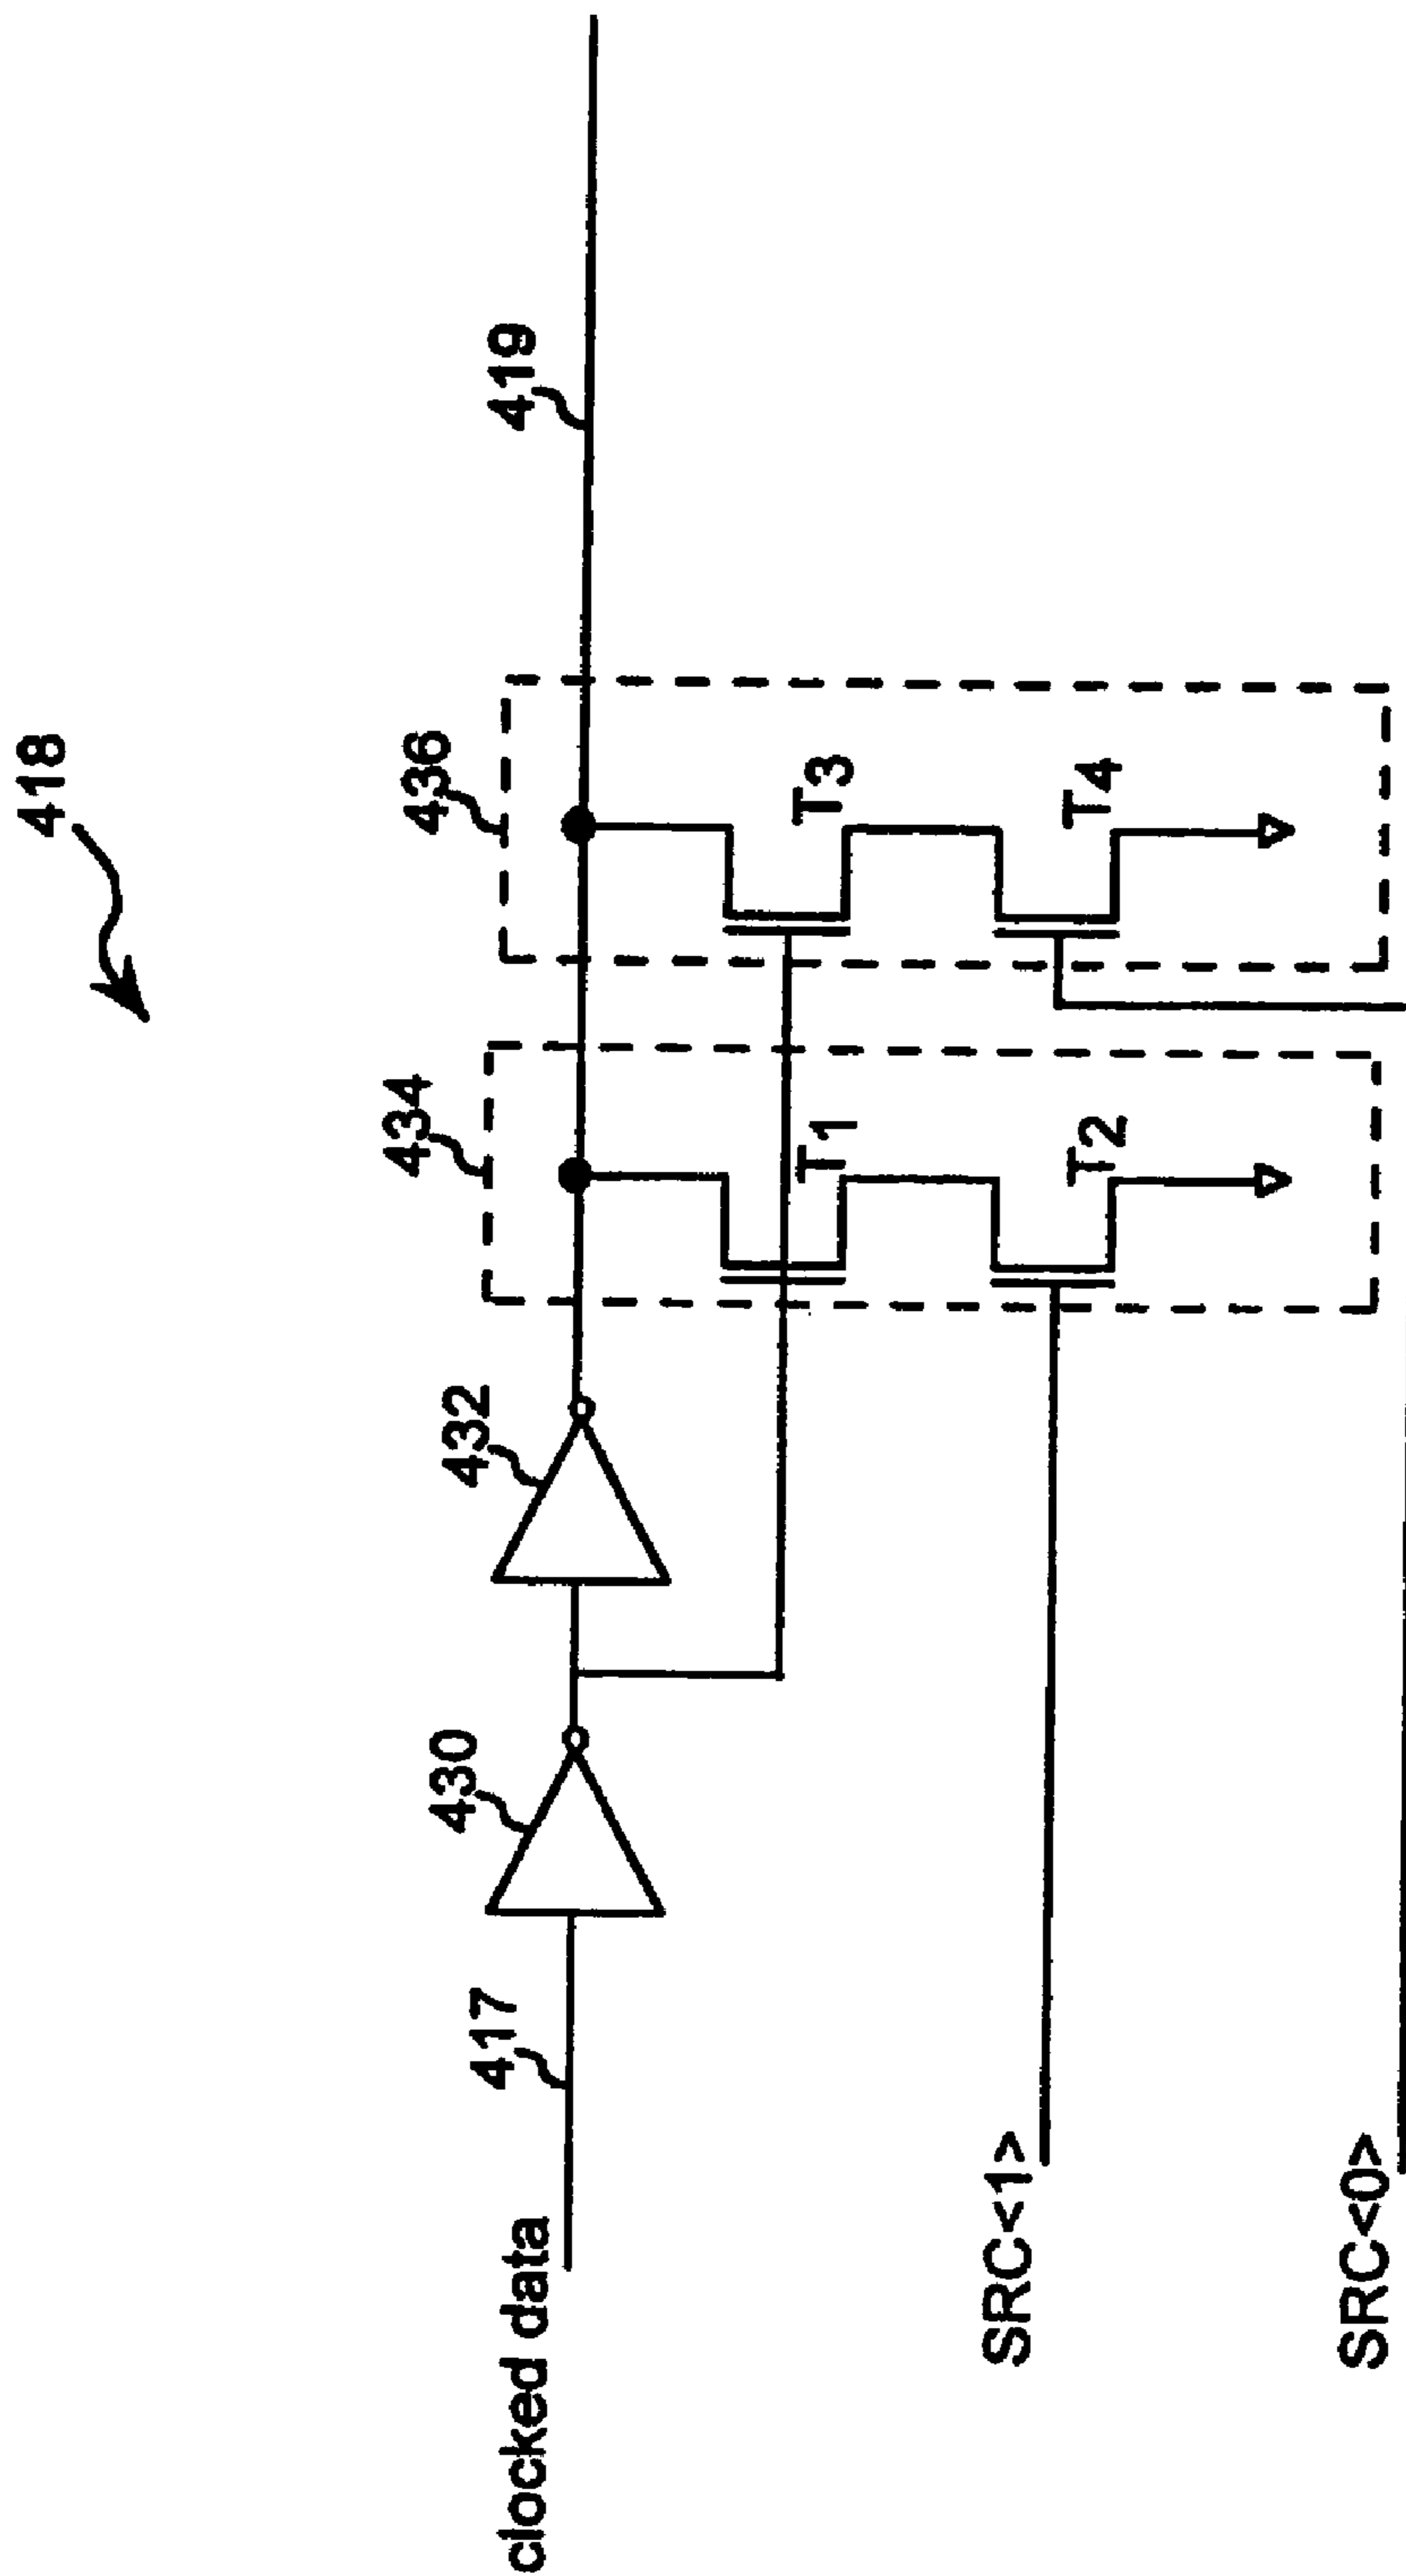 418
419
436
434
432
430
417
clocked data
T3
T4
T1
T2
SRC<1>
SRC<0>